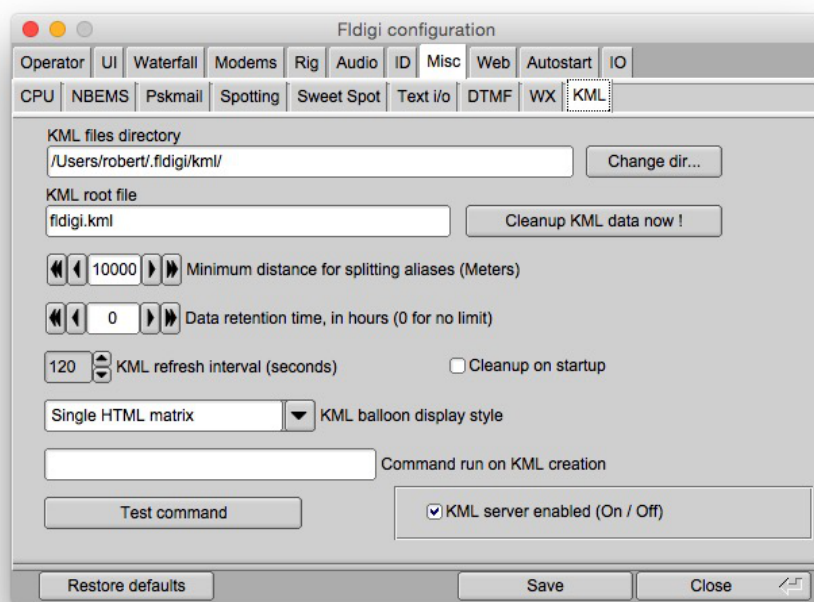 Fldigi configuration
Operator UI Waterfall Modems Rig Audio ID Misc Web Autostart IO
CPU NBEMS Pskmail Spotting Sweet Spot Text i/o DTMF WX KML
KML files directory
/Users/robert/.fldigi/kml/ Change dir...
KML root file
fldigi.kml Cleanup KML data now !
10000 Minimum distance for splitting aliases (Meters)
0 Data retention time, in hours (0 for no limit)
120 KML refresh interval (seconds) Cleanup on startup
Single HTML matrix KML balloon display style
Command run on KML creation
Test command KML server enabled (On / Off)
Restore defaults Save Close